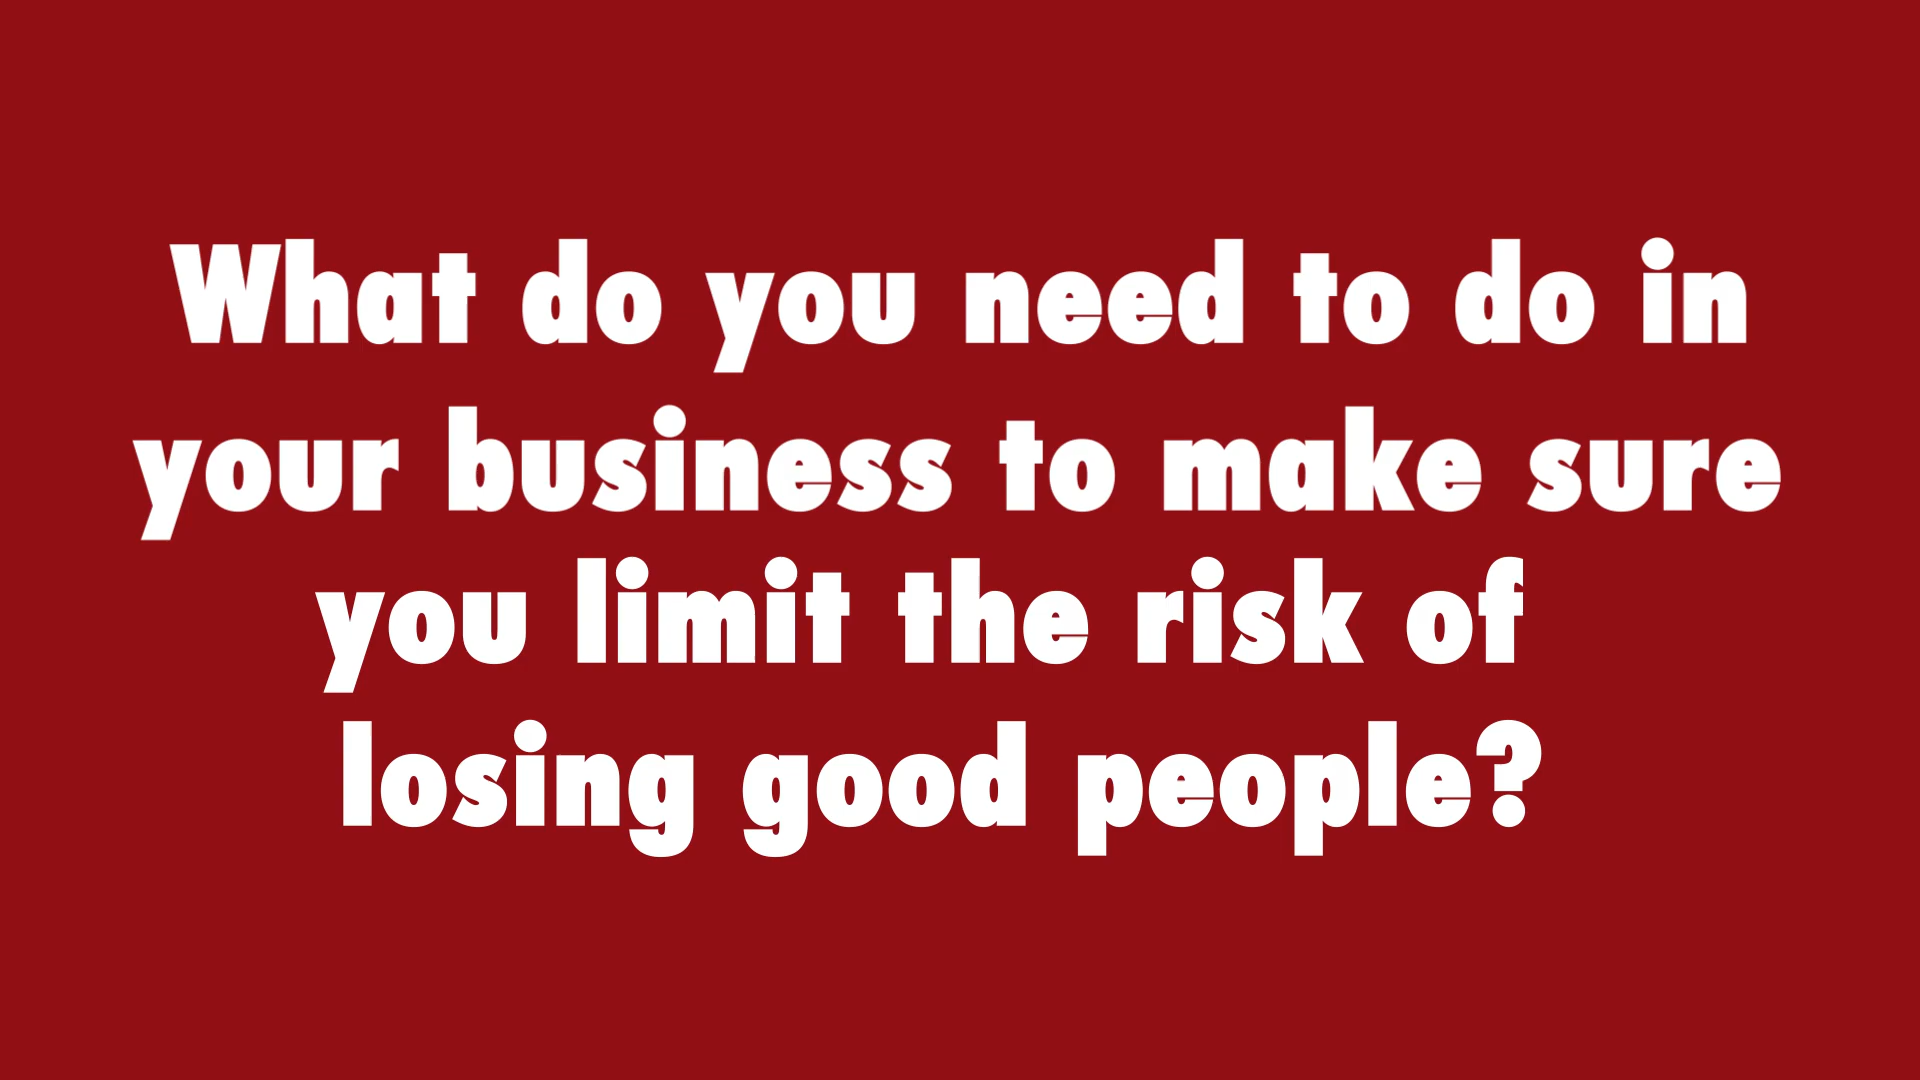 What do you need to do in
your business to make sure
you limit the risk of
losing good people?